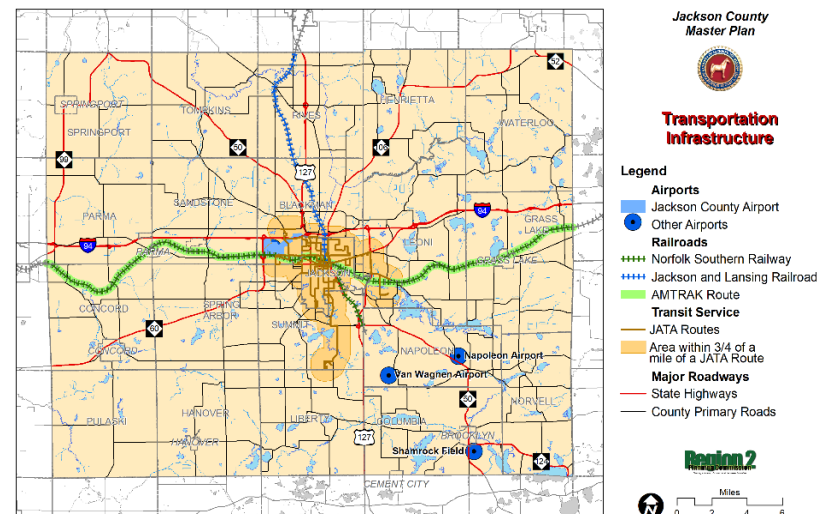 Jackson County
Master Plan
Transportation
Infrastructure
Legend
Airports
Jackson County Airport
Other Airports
Railroads
Norfolk Southern Railway
Jackson and Lansing Railroad
AMTRAK Route
Transit Service
JATA Routes
Area within 3/4 of a
mile of a JATA Route
Major Roadways
State Highways
County Primary Roads
Region 2
Miles
0 2 4 6
N
52
SPRINGPORT
TOMPKINS
RIVES
HENRIETTA
WATERLOO
SPRINGPORT
99
50
106
127
PARMA
SANDSTONE
BLACKMAN
94
GRASS
LAKE
94
PARMA
LEONI
JACKSON
GRASS LAKE
CONCORD
SPRING
ARBOR
60
SUMMIT
CONCORD
NAPOLEON
Napoleon Airport
Van Wagnen Airport
50
NORVELL
PULASKI
HANOVER
LIBERTY
COLUMBIA
HANOVER
127
BROOKLYN
Shamrock Field
124
CEMENT CITY